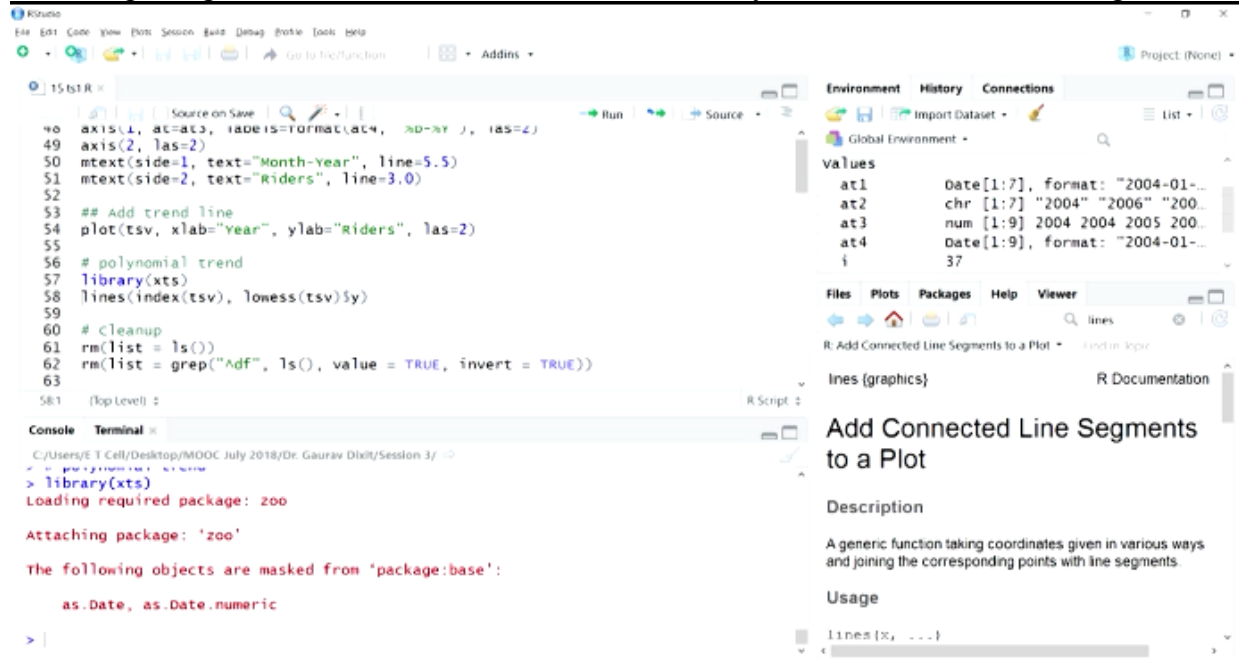 RStudio
File Edit Code View Plots Session Build Debug Profile Tools Help
Go to file/function Addins
Project: (None)
15 ts1.R
Source on Save Run Source
48 axis(1, at=at3, labels=format(at4, "%b-%Y"), las=2)
49 axis(2, las=2)
50 mtext(side=1, text="Month-Year", line=5.5)
51 mtext(side=2, text="Riders", line=3.0)
52
53 ## Add trend line
54 plot(tsv, xlab="Year", ylab="Riders", las=2)
55
56 # polynomial trend
57 library(xts)
58 lines(index(tsv), lowess(tsv)$y)
59
60 # Cleanup
61 rm(list = ls())
62 rm(list = grep("^df", ls(), value = TRUE, invert = TRUE))
63
58:1 (Top Level) R Script
Console Terminal
C:/Users/E T Cell/Desktop/MOOC July 2018/Dr. Gaurav Dixit/Session 3/
> # polynomial trend
> library(xts)
Loading required package: zoo
Attaching package: 'zoo'
The following objects are masked from 'package:base':
as.Date, as.Date.numeric
>
Environment History Connections
Import Dataset List
Global Environment
values
at1 Date[1:7], format: "2004-01-...
at2 chr [1:7] "2004" "2006" "200...
at3 num [1:9] 2004 2004 2005 200...
at4 Date[1:9], format: "2004-01-...
i 37
Files Plots Packages Help Viewer
lines
R: Add Connected Line Segments to a Plot Find in Topic
lines {graphics} R Documentation
Add Connected Line Segments
to a Plot
Description
A generic function taking coordinates given in various ways
and joining the corresponding points with line segments.
Usage
lines(x, ...)